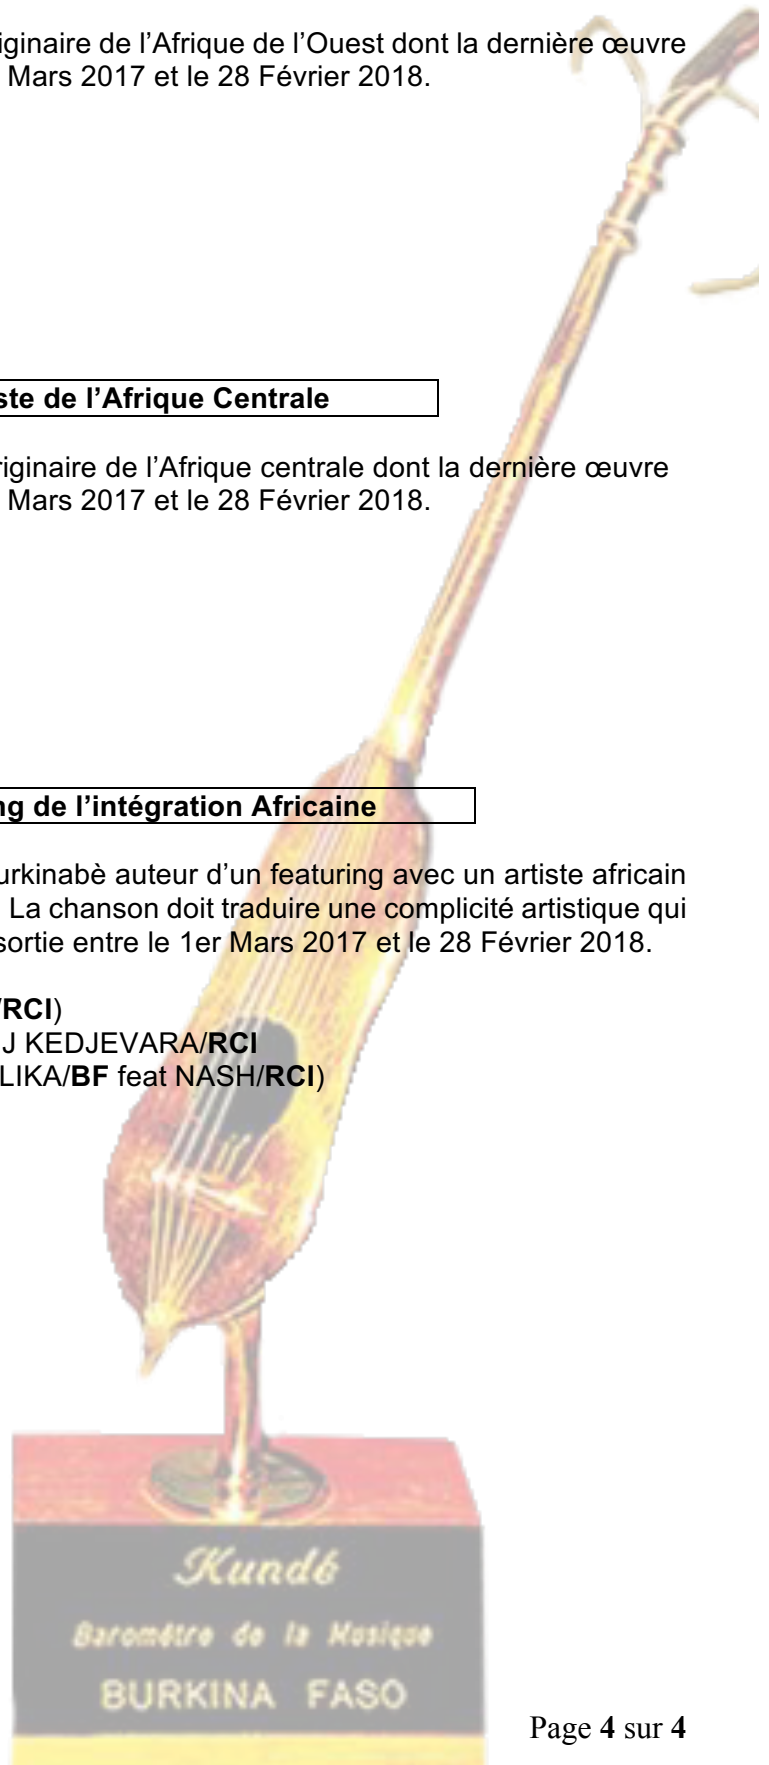 iginaire de l’Afrique de l’Ouest dont la dernière œuvre
Mars 2017 et le 28 Février 2018.
ste de l’Afrique Centrale
riginaire de l’Afrique centrale dont la dernière œuvre
Mars 2017 et le 28 Février 2018.
ng de l’intégration Africaine
urkinabè auteur d’un featuring avec un artiste africain
La chanson doit traduire une complicité artistique qui
sortie entre le 1er Mars 2017 et le 28 Février 2018.
/RCI)
J KEDJEVARA/RCI
LIKA/BF feat NASH/RCI)
Kundé
Baromètre de la Musique
BURKINA FASO
Page 4 sur 4